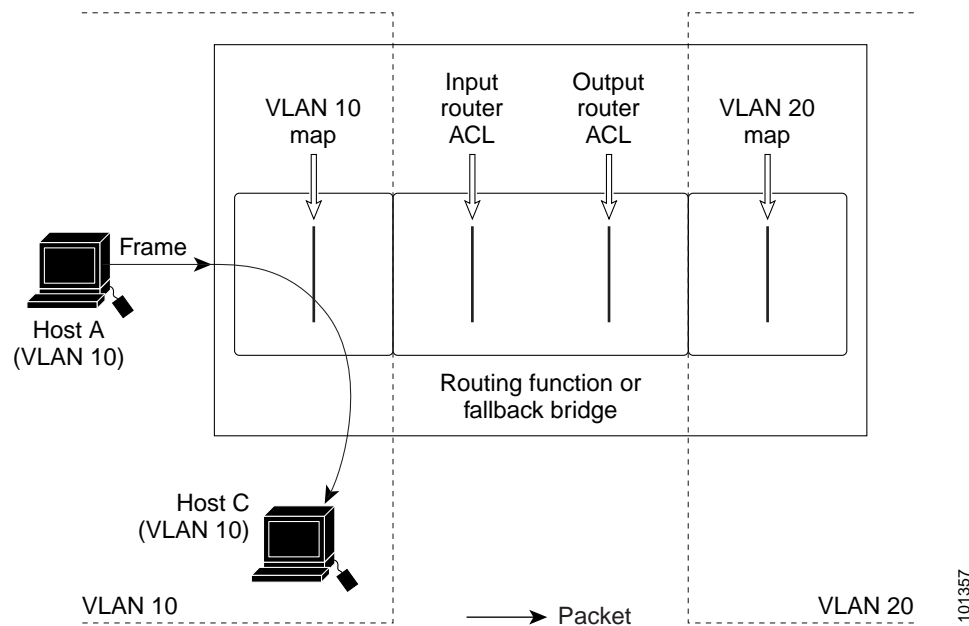 VLAN 10
map
Input
router
ACL
Output
router
ACL
VLAN 20
map
Frame
Host A
(VLAN 10)
Routing function or
fallback bridge
Host C
(VLAN 10)
VLAN 10
Packet
VLAN 20
101357